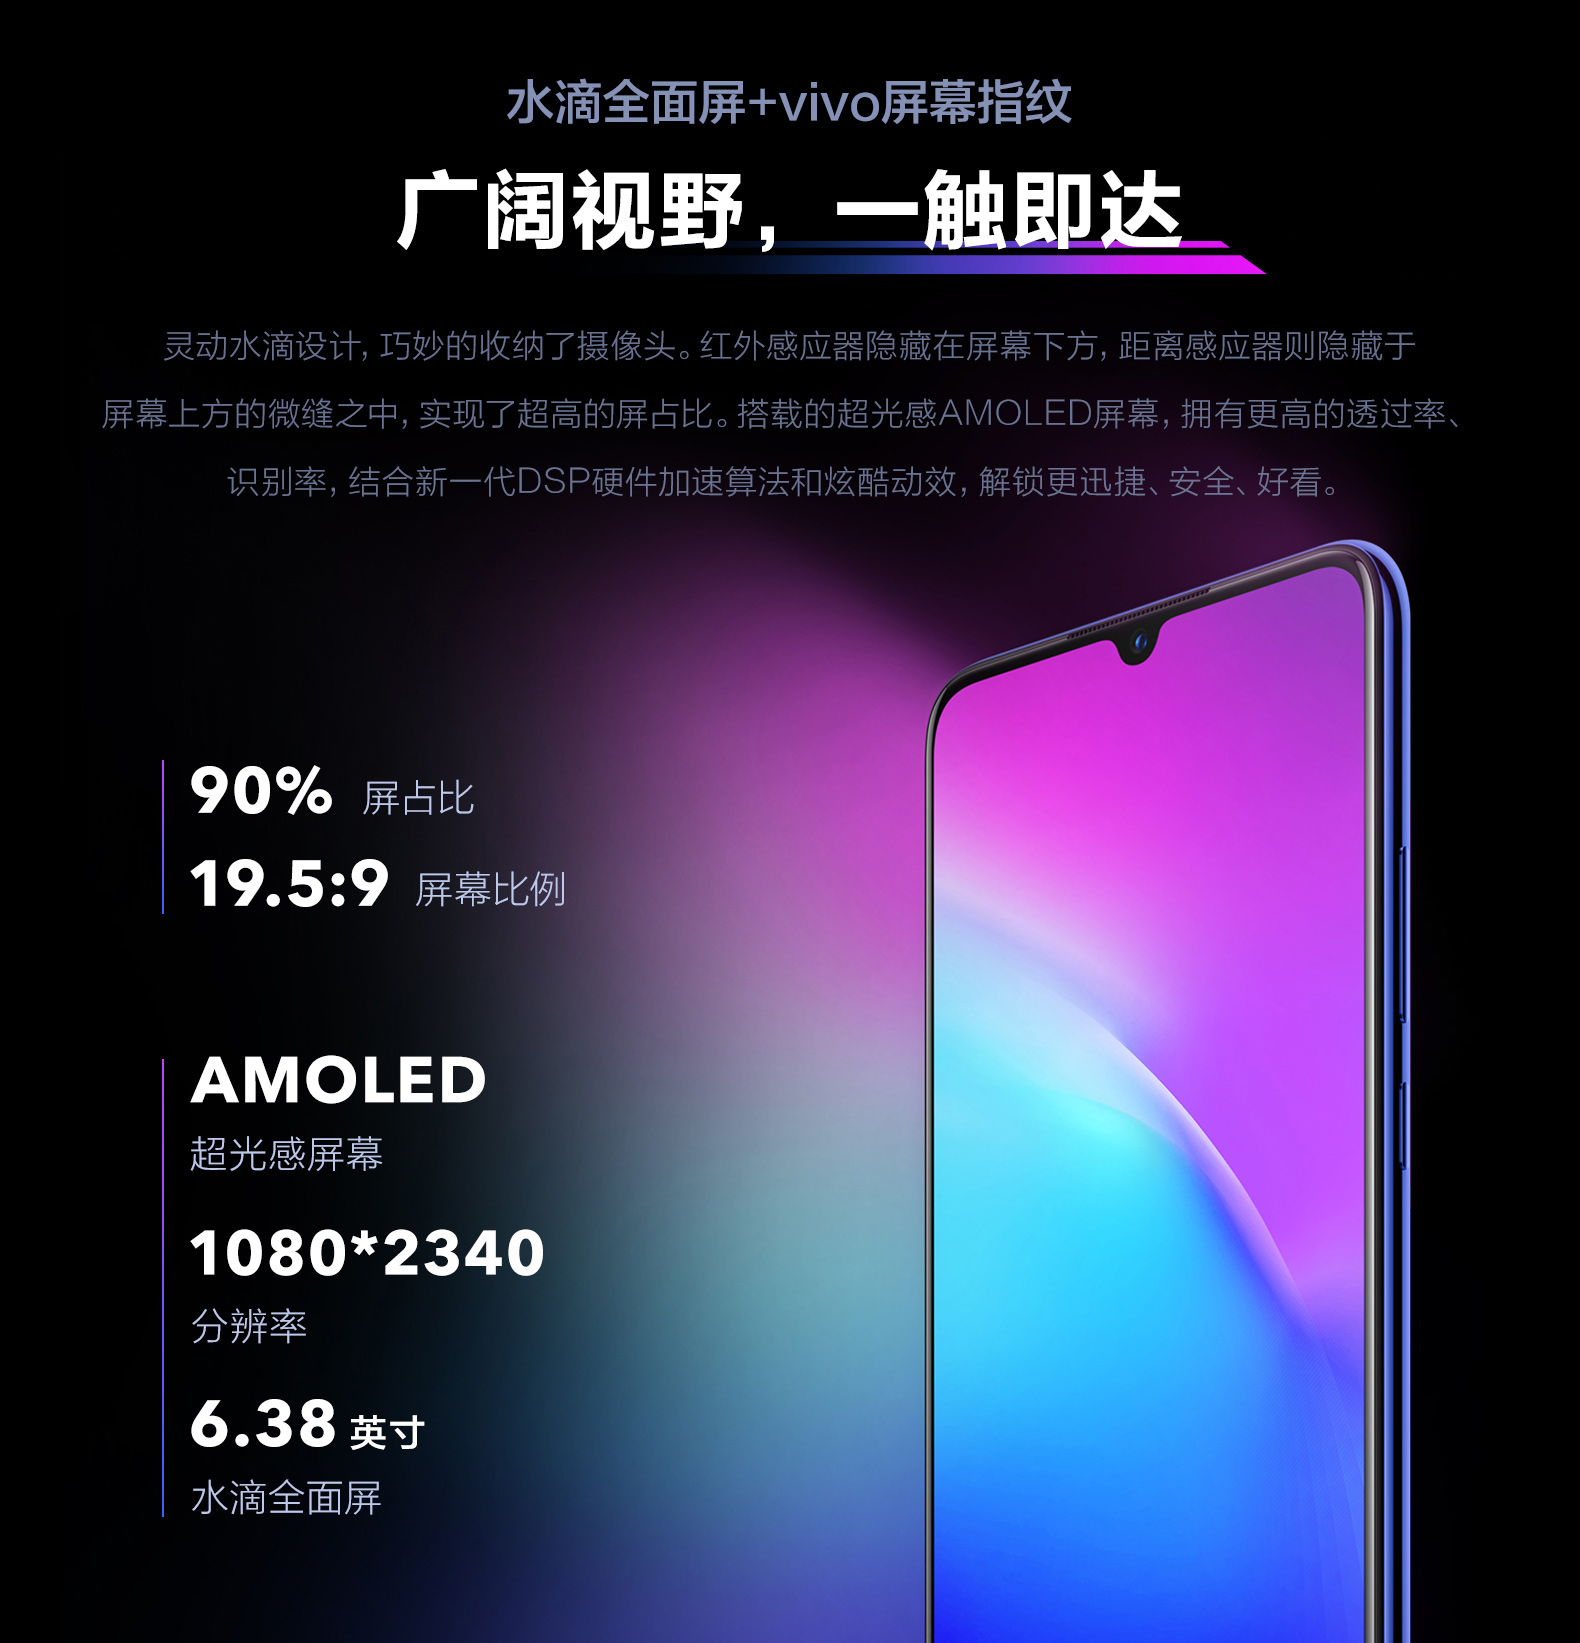 水滴全面屏+vivo屏幕指纹
广阔视野，一触即达
灵动水滴设计，巧妙的收纳了摄像头。红外感应器隐藏在屏幕下方，距离感应器则隐藏于
屏幕上方的微缝之中，实现了超高的屏占比。搭载的超光感AMOLED屏幕，拥有更高的透过率、
识别率，结合新一代DSP硬件加速算法和炫酷动效，解锁更迅捷、安全、好看。
90% 屏占比
19.5:9 屏幕比例
AMOLED
超光感屏幕
1080*2340
分辨率
6.38 英寸
水滴全面屏